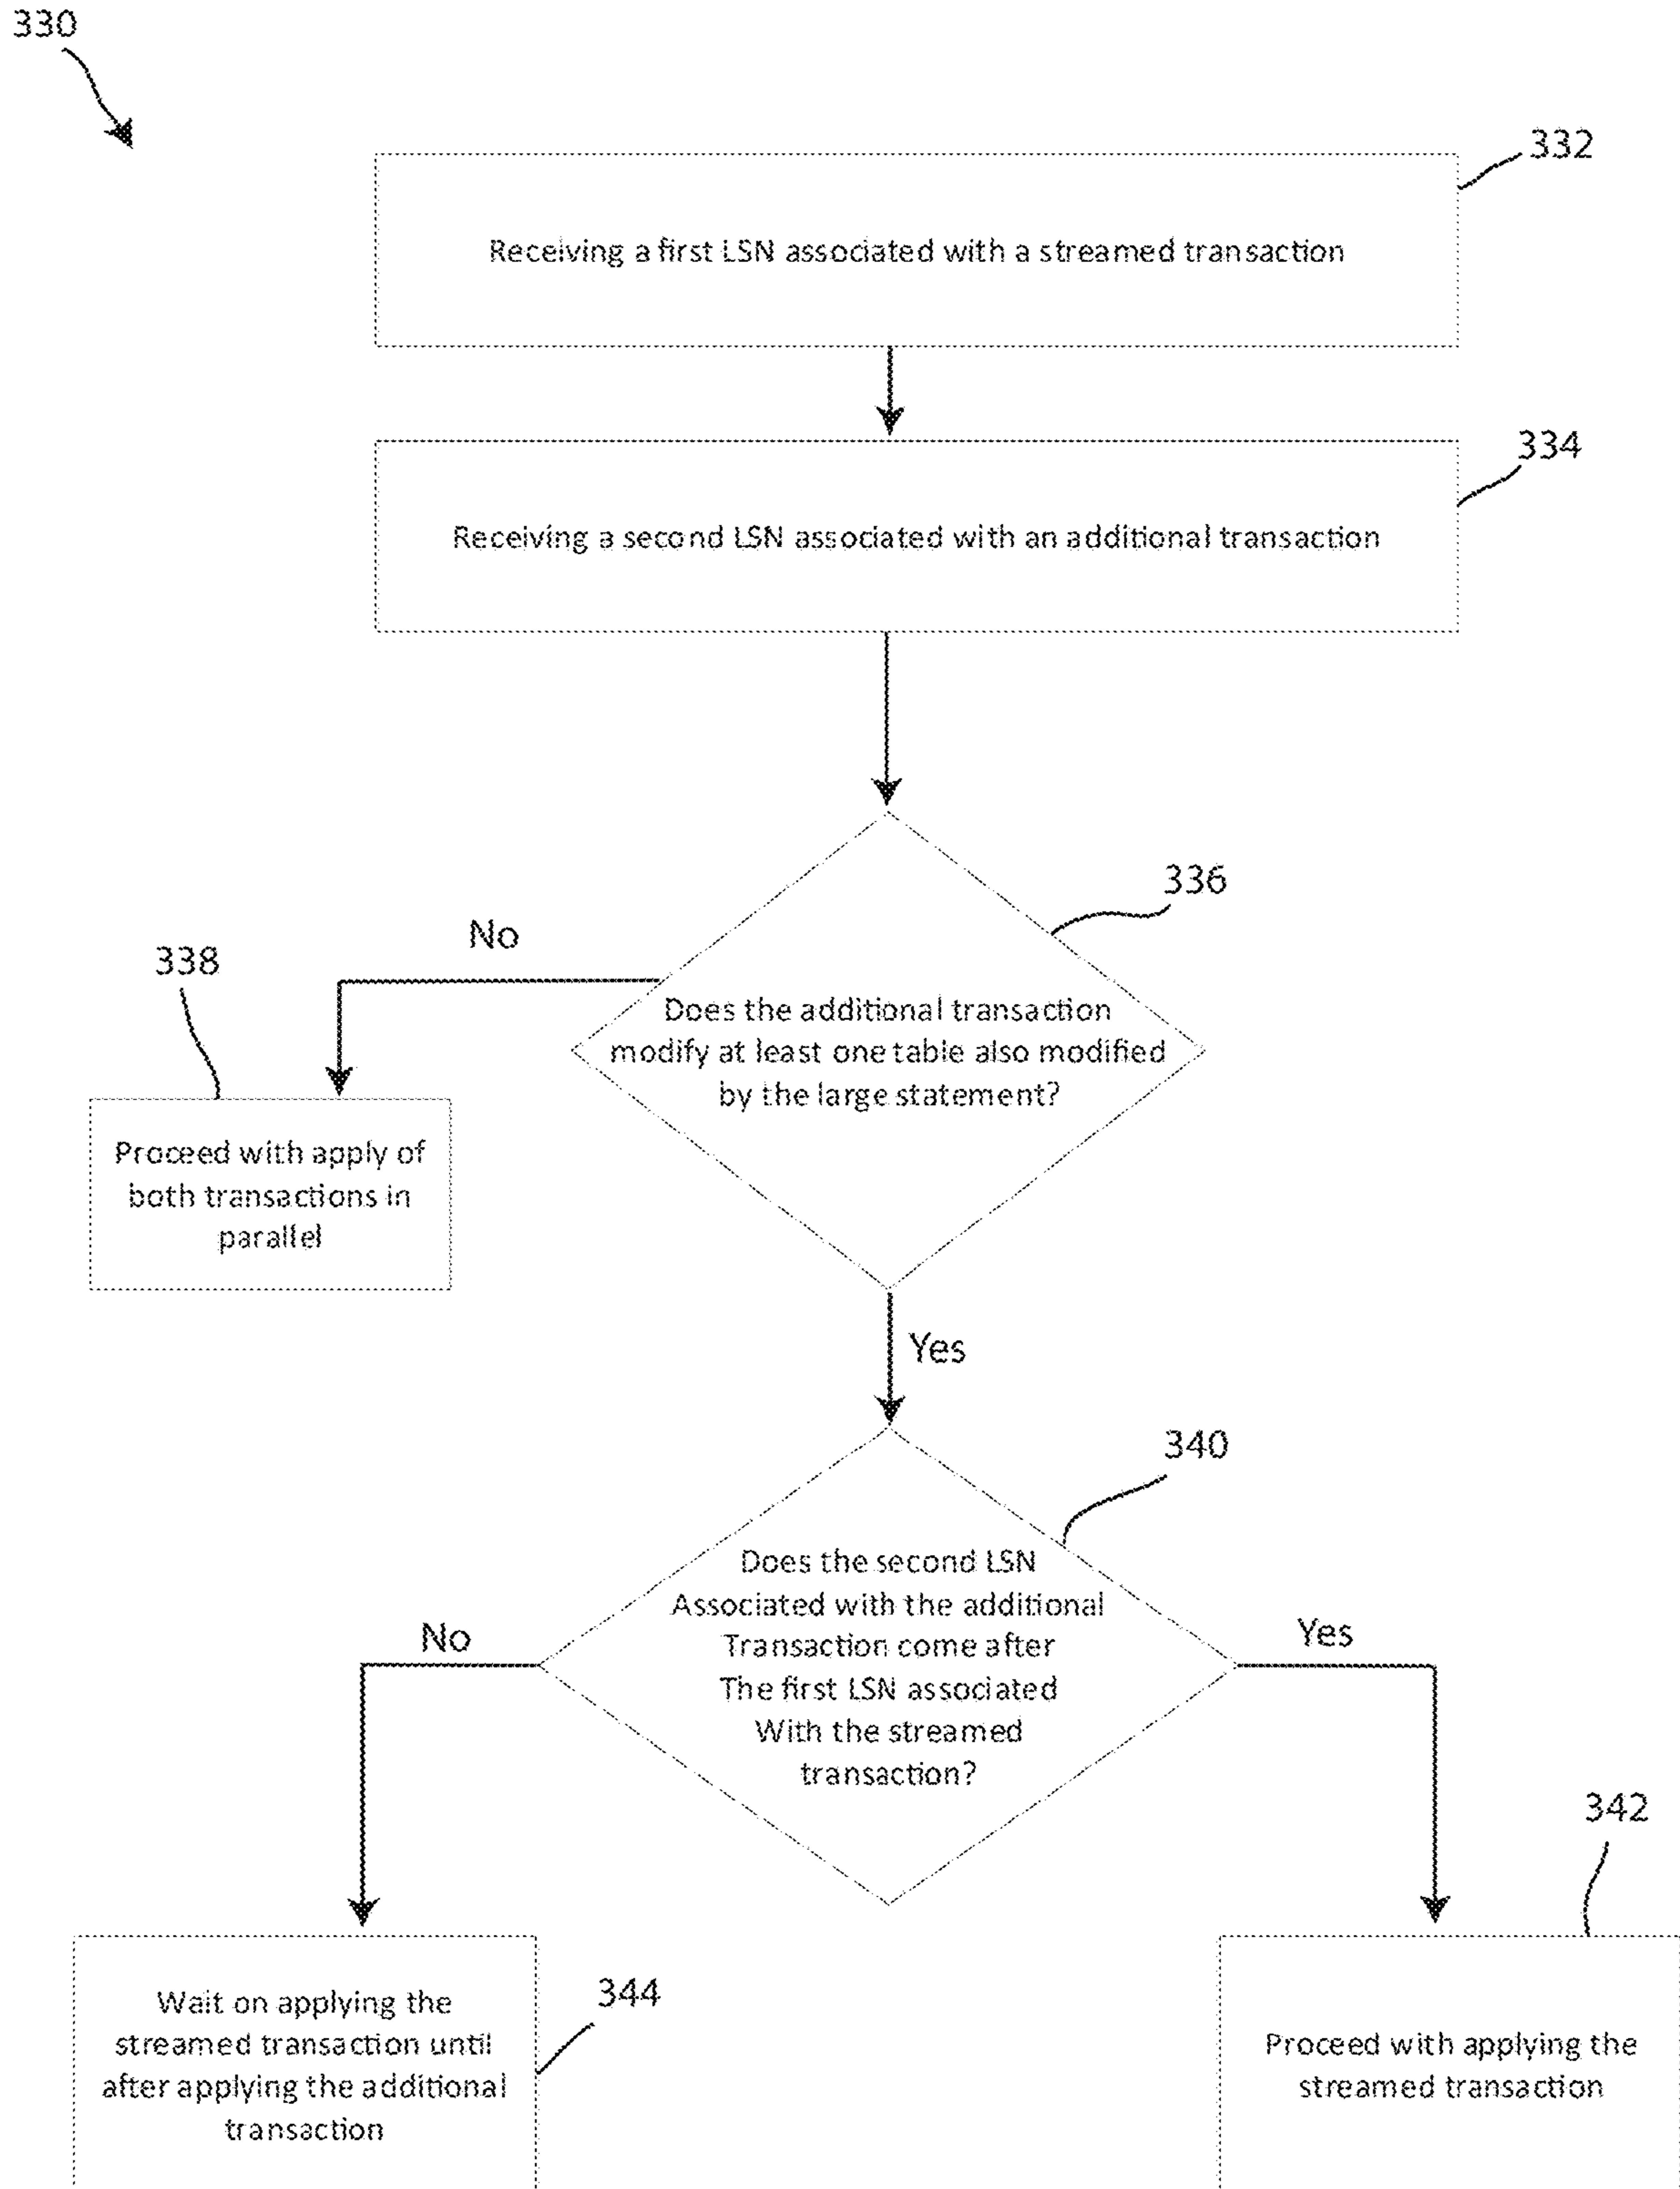 330
332
Receiving a first LSN associated with a streamed transaction
334
Receiving a second LSN associated with an additional transaction
336
No
338
Does the additional transaction
modify at least one table also modified
by the large statement?
Proceed with apply of
both transactions in
parallel
Yes
340
Does the second LSN
Associated with the additional
Transaction come after
The first LSN associated
With the streamed
transaction?
No
Yes
342
344
Wait on applying the
streamed transaction until
after applying the additional
transaction
Proceed with applying the
streamed transaction